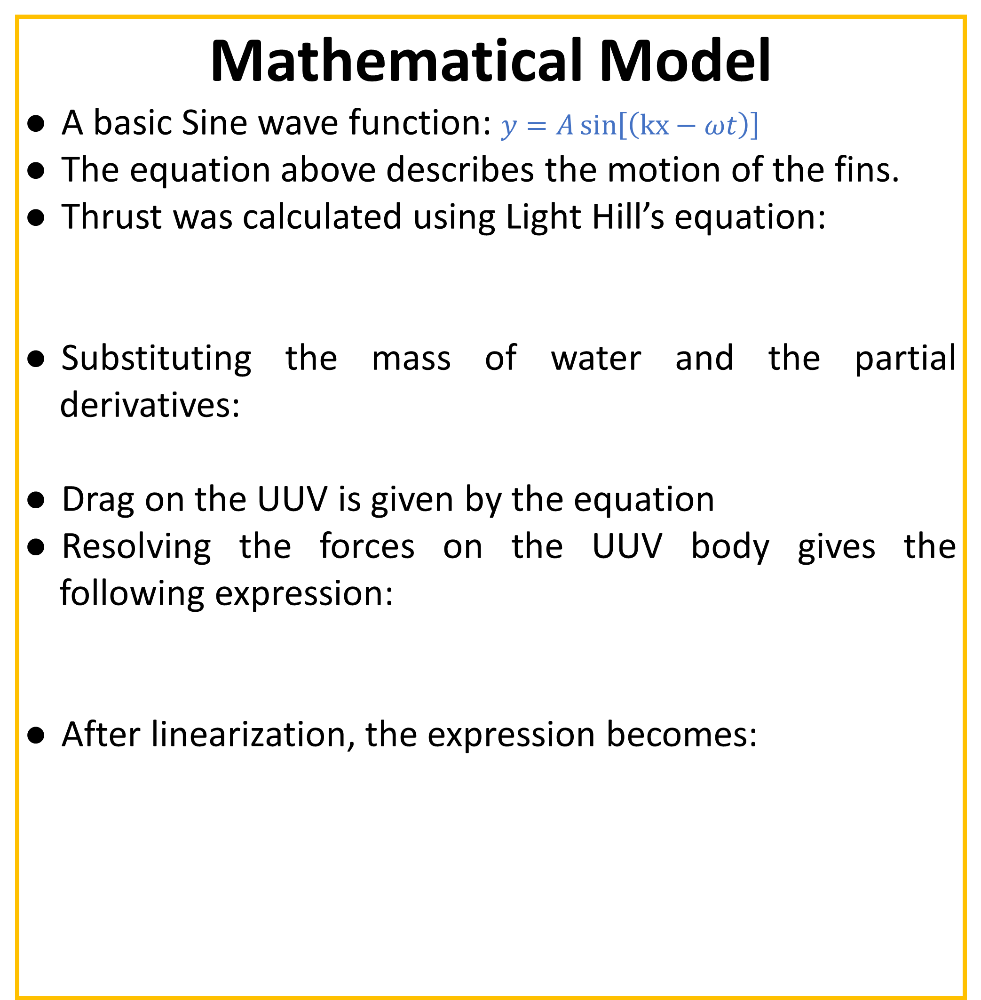 Mathematical Model
● A basic Sine wave function: y = A sin[(kx − ωt)]
● The equation above describes the motion of the fins.
● Thrust was calculated using Light Hill’s equation:
● Substituting the mass of water and the partial
derivatives:
● Drag on the UUV is given by the equation
● Resolving the forces on the UUV body gives the
following expression:
● After linearization, the expression becomes: